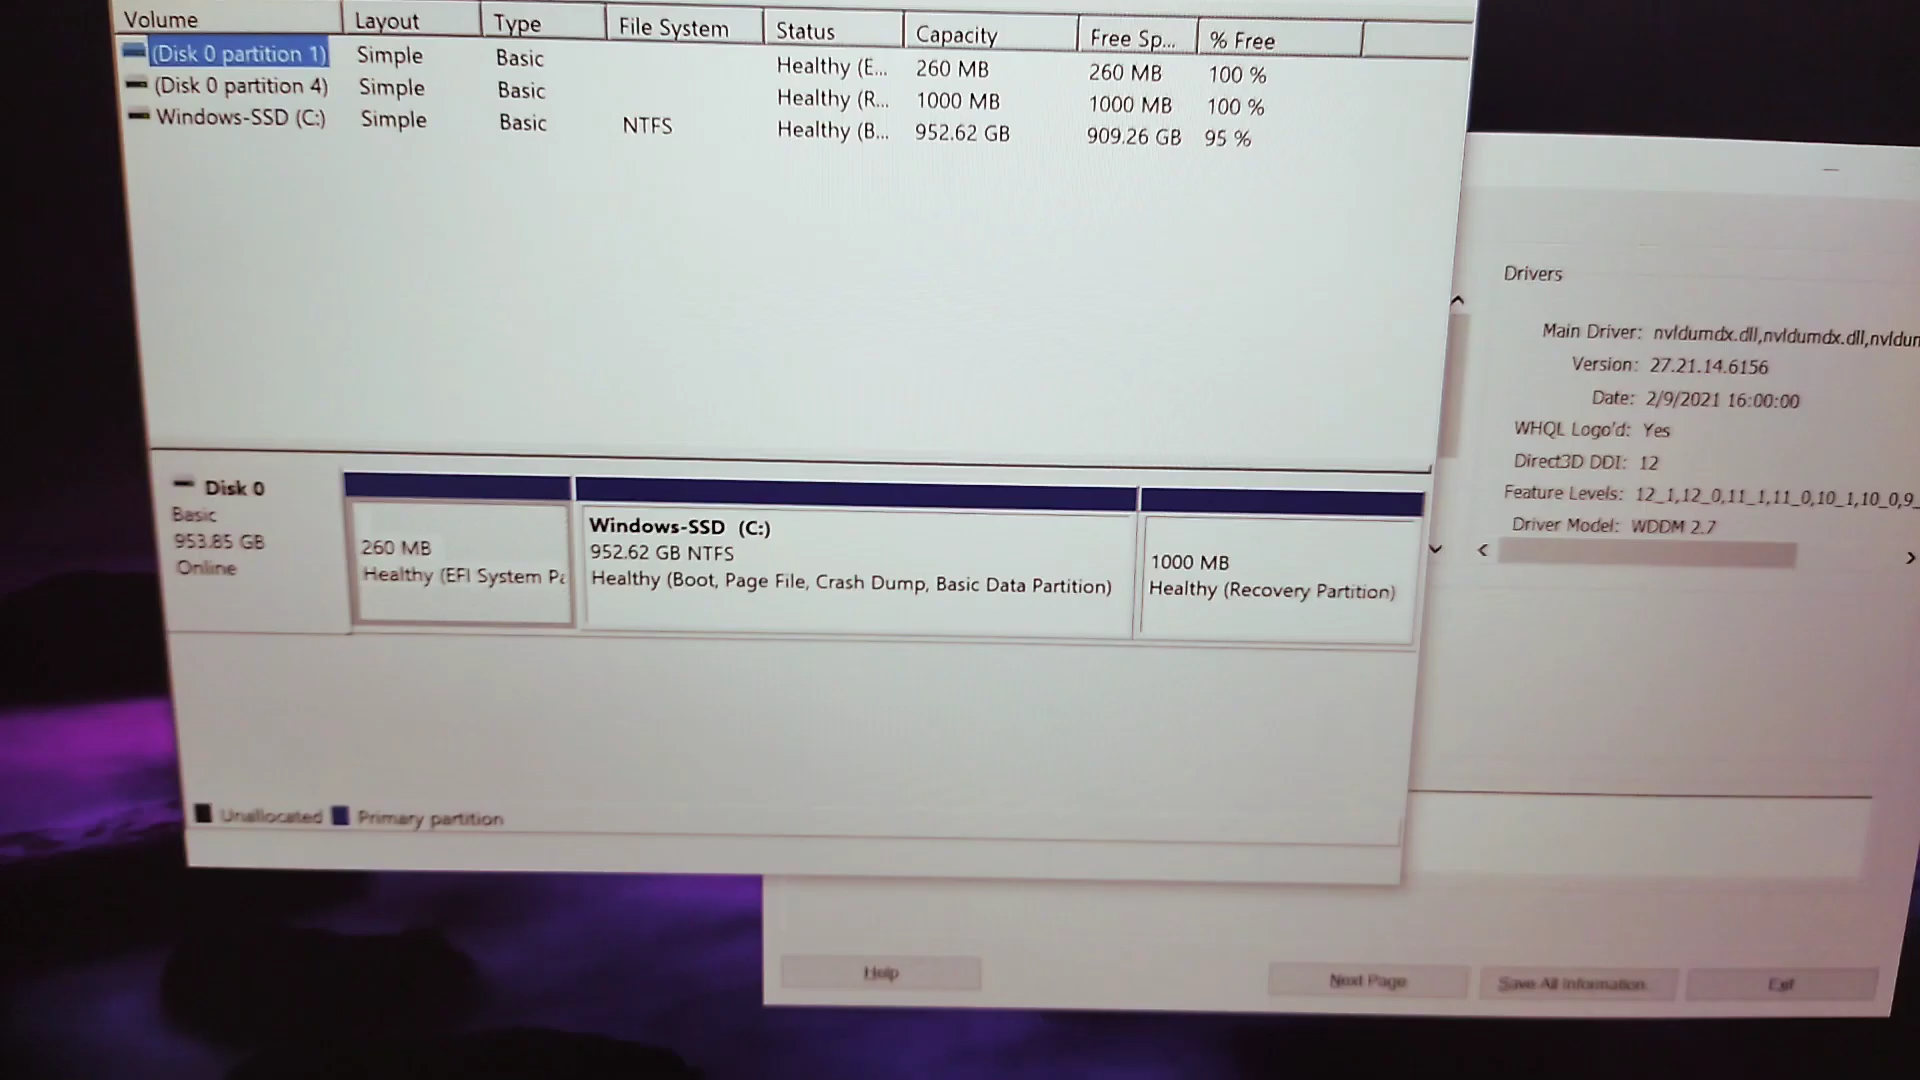 Volume Layout Type File System Status Capacity Free Sp... % Free
(Disk 0 partition 1) Simple Basic Healthy (E... 260 MB 260 MB 100 %
(Disk 0 partition 4) Simple Basic Healthy (R... 1000 MB 1000 MB 100 %
Windows-SSD (C:) Simple Basic NTFS Healthy (B... 952.62 GB 909.26 GB 95 %
Disk 0
Basic
953.85 GB
Online
260 MB
Healthy (EFI System Pa
Windows-SSD (C:)
952.62 GB NTFS
Healthy (Boot, Page File, Crash Dump, Basic Data Partition)
1000 MB
Healthy (Recovery Partition)
Unallocated Primary partition
Drivers
Main Driver: nvldumdx.dll,nvldumdx.dll,nvldun
Version: 27.21.14.6156
Date: 2/9/2021 16:00:00
WHQL Logo'd: Yes
Direct3D DDI: 12
Feature Levels: 12_1,12_0,11_1,11_0,10_1,10_0,9_
Driver Model: WDDM 2.7
Help Next Page Save All Information... Exit